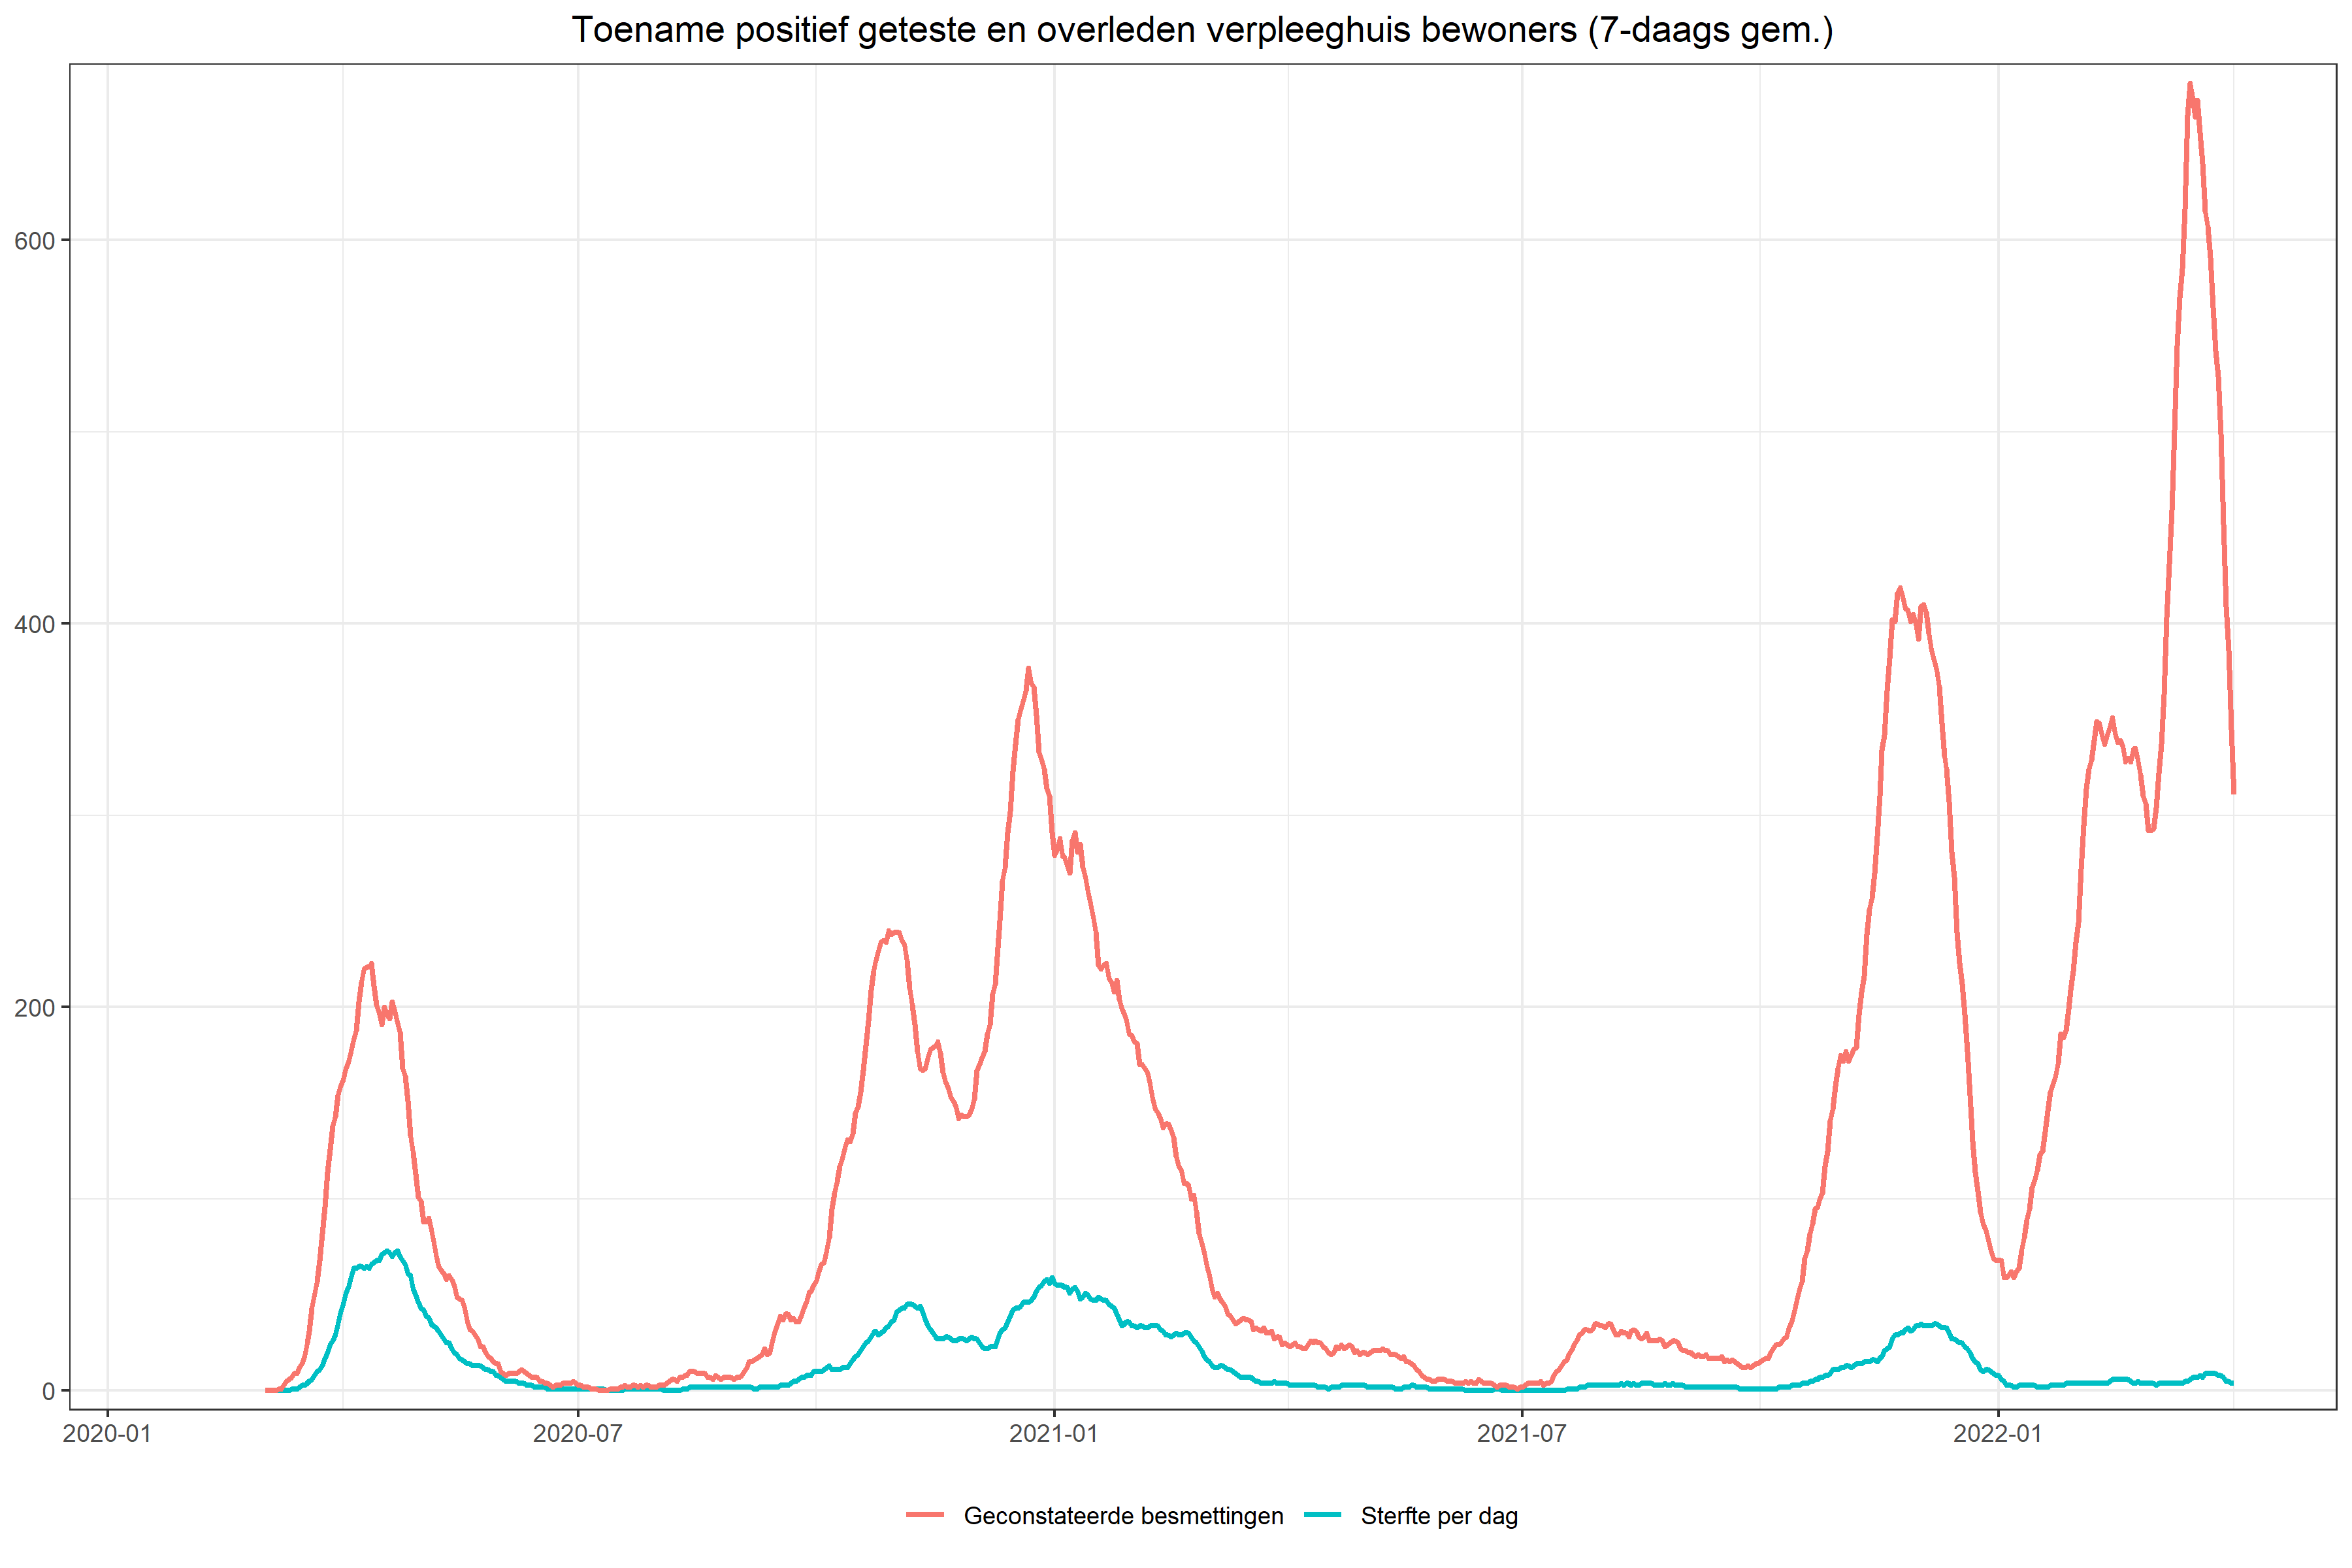 Toename positief geteste en overleden verpleeghuis bewoners (7-daags gem.)
600
400
200
0
2020-01 2020-07 2021-01 2021-07 2022-01
Geconstateerde besmettingen Sterfte per dag